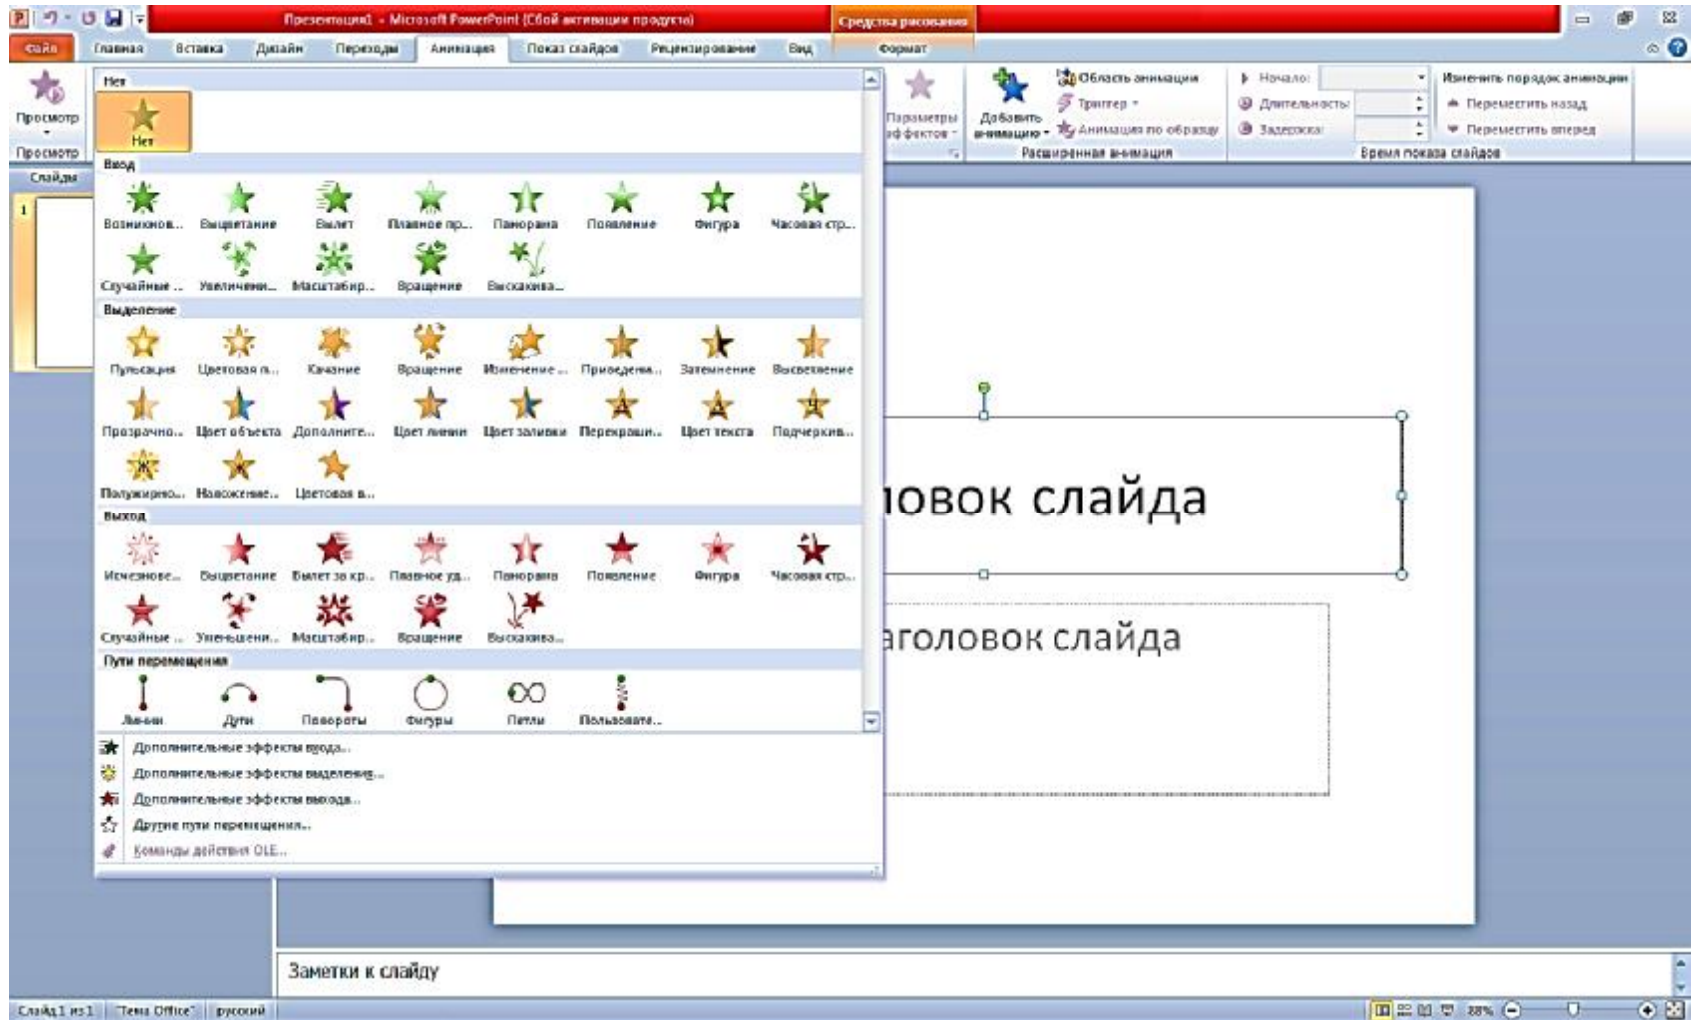 Презентация1 - Microsoft PowerPoint (Сбой активации продукта)
Средства рисования
Файл Главная Вставка Дизайн Переходы Анимация Показ слайдов Рецензирование Вид Формат
Просмотр
Просмотр
Параметры эффектов
Добавить анимацию
Область анимации
Триггер
Анимация по образцу
Расширенная анимация
Начало:
Длительность:
Задержка:
Изменить порядок анимации
Переместить назад
Переместить вперед
Время показа слайдов
Слайды
1
Нет
Нет
Вход
Возникнов... Выцветание Вылет Плавное пр... Панорама Появление Фигура Часовая стр...
Случайные ... Увеличени... Масштабир... Вращение Выскакива...
Выделение
Пульсация Цветовая п... Качание Вращение Изменение ... Приведени... Затемнение Высветление
Прозрачно... Цвет объекта Дополните... Цвет линии Цвет заливки Перекраши... Цвет текста Подчеркив...
Полужирно... Наложение... Цветовая в...
Выход
Исчезнове... Выцветание Вылет за кр... Плавное уд... Панорама Появление Фигура Часовая стр...
Случайные ... Уменьшени... Масштабир... Вращение Выскакива...
Пути перемещения
Линии Дуги Повороты Фигуры Петли Пользовате...
Дополнительные эффекты входа...
Дополнительные эффекты выделения...
Дополнительные эффекты выхода...
Другие пути перемещения...
Команды действия OLE...
ловок слайда
аголовок слайда
Заметки к слайду
Слайд 1 из 1 "Тема Office" русский 88%